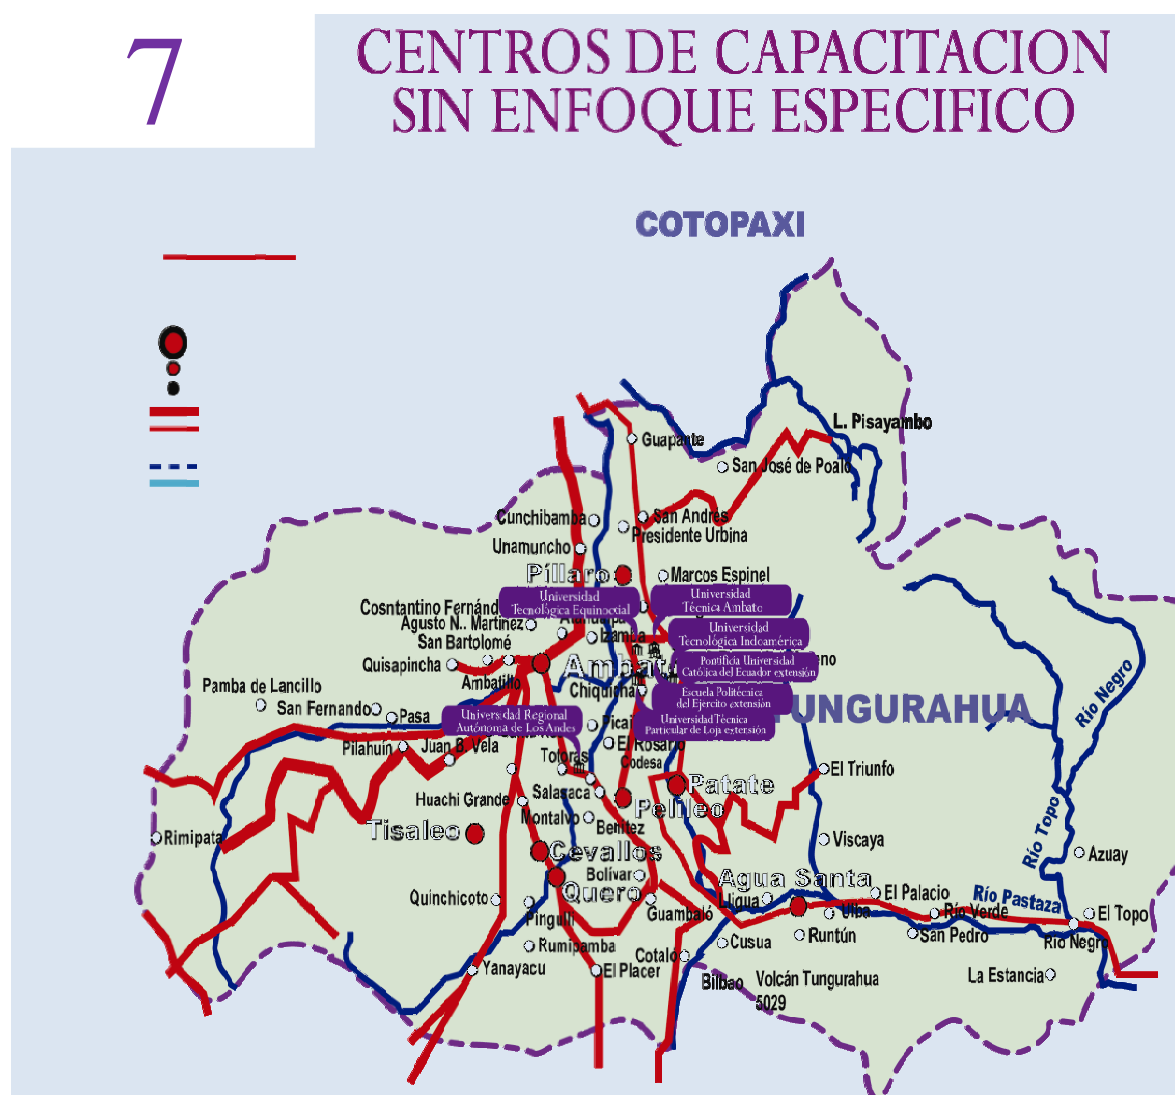 7
CENTROS DE CAPACITACION
SIN ENFOQUE ESPECIFICO
COTOPAXI
L. Pisayambo
Guapante
San José de Poaló
Cunchibamba
San Andrés
Presidente Urbina
Unamuncho
Píllaro
Marcos Espinel
Universidad
Tecnológica Equinoccial
Universidad
Técnica Ambato
Cosntantino Fernánd
Agusto N.. Martínez
Izamba
Universidad
Tecnológica Indoamérica
San Bartolomé
Quisapincha
Ambato
Pontificia Universidad
Católica del Ecuador extensión
Ambatillo
Pamba de Lancillo
San Fernando
Pasa
Chiquicha
Escuela Politécnica
del Ejercito extensión
TUNGURAHUA
Río Negro
Universidad Regional
Autónoma de Los Andes
Picai
Universidad Técnica
Particular de Loja extensión
Pilahuín
Juan B. Vela
Totoras
El Rosario
Codesa
El Triunfo
Salasaca
Patate
Huachi Grande
Pelileo
Montalvo
Benítez
Tisaleo
Rimipata
Cevallos
Viscaya
Río Topo
Azuay
Bolívar
Agua Santa
Quero
Quinchicoto
Lligua
El Palacio
Río Pastaza
Pingulli
Guambaló
Ulba
Río Verde
El Topo
Rumipamba
Cusua
Runtún
San Pedro
Río Negro
Cotaló
Yanayacu
El Placer
Bilbao
Volcán Tungurahua
5029
La Estancia